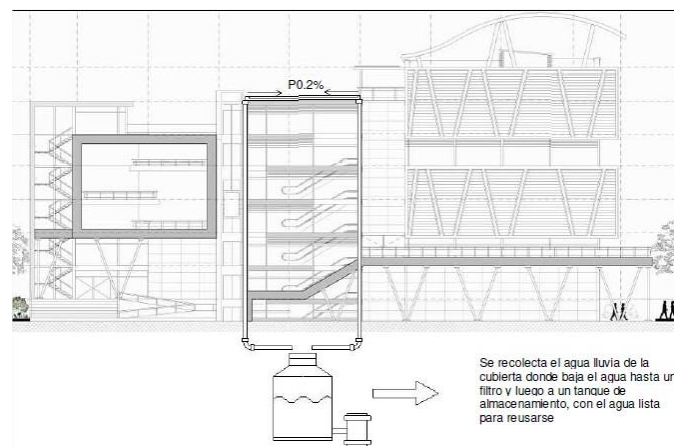 P0.2%
Se recolecta el agua lluvia de la
cubierta donde baja el agua hasta un
filtro y luego a un tanque de
almacenamiento, con el agua lista
para reusarse